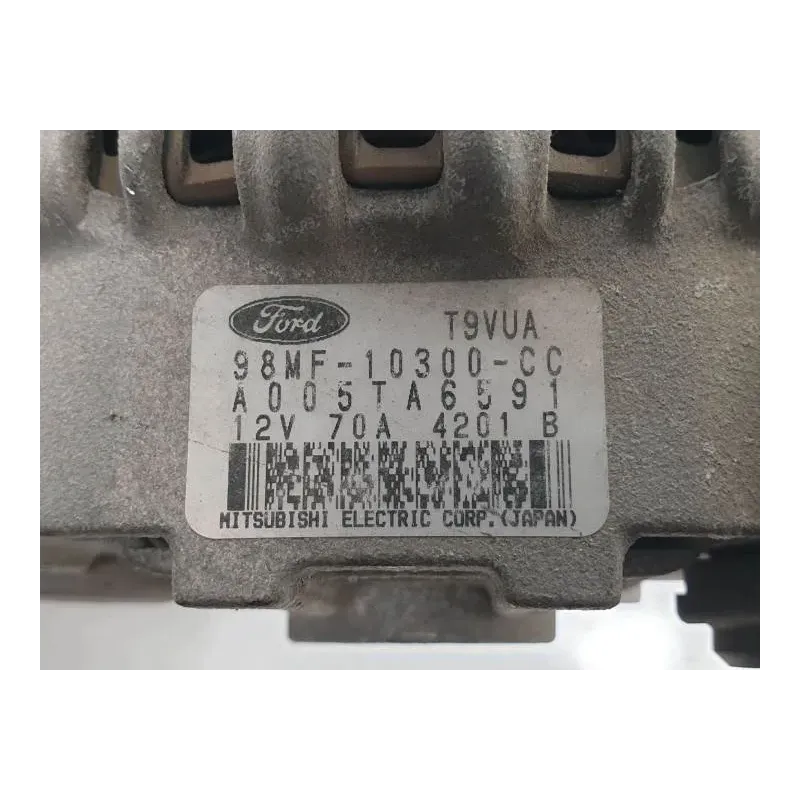 Ford T9VUA
98MF-10300-CC
A005TA6591
12V 70A 4201 B
MITSUBISHI ELECTRIC CORP.(JAPAN)